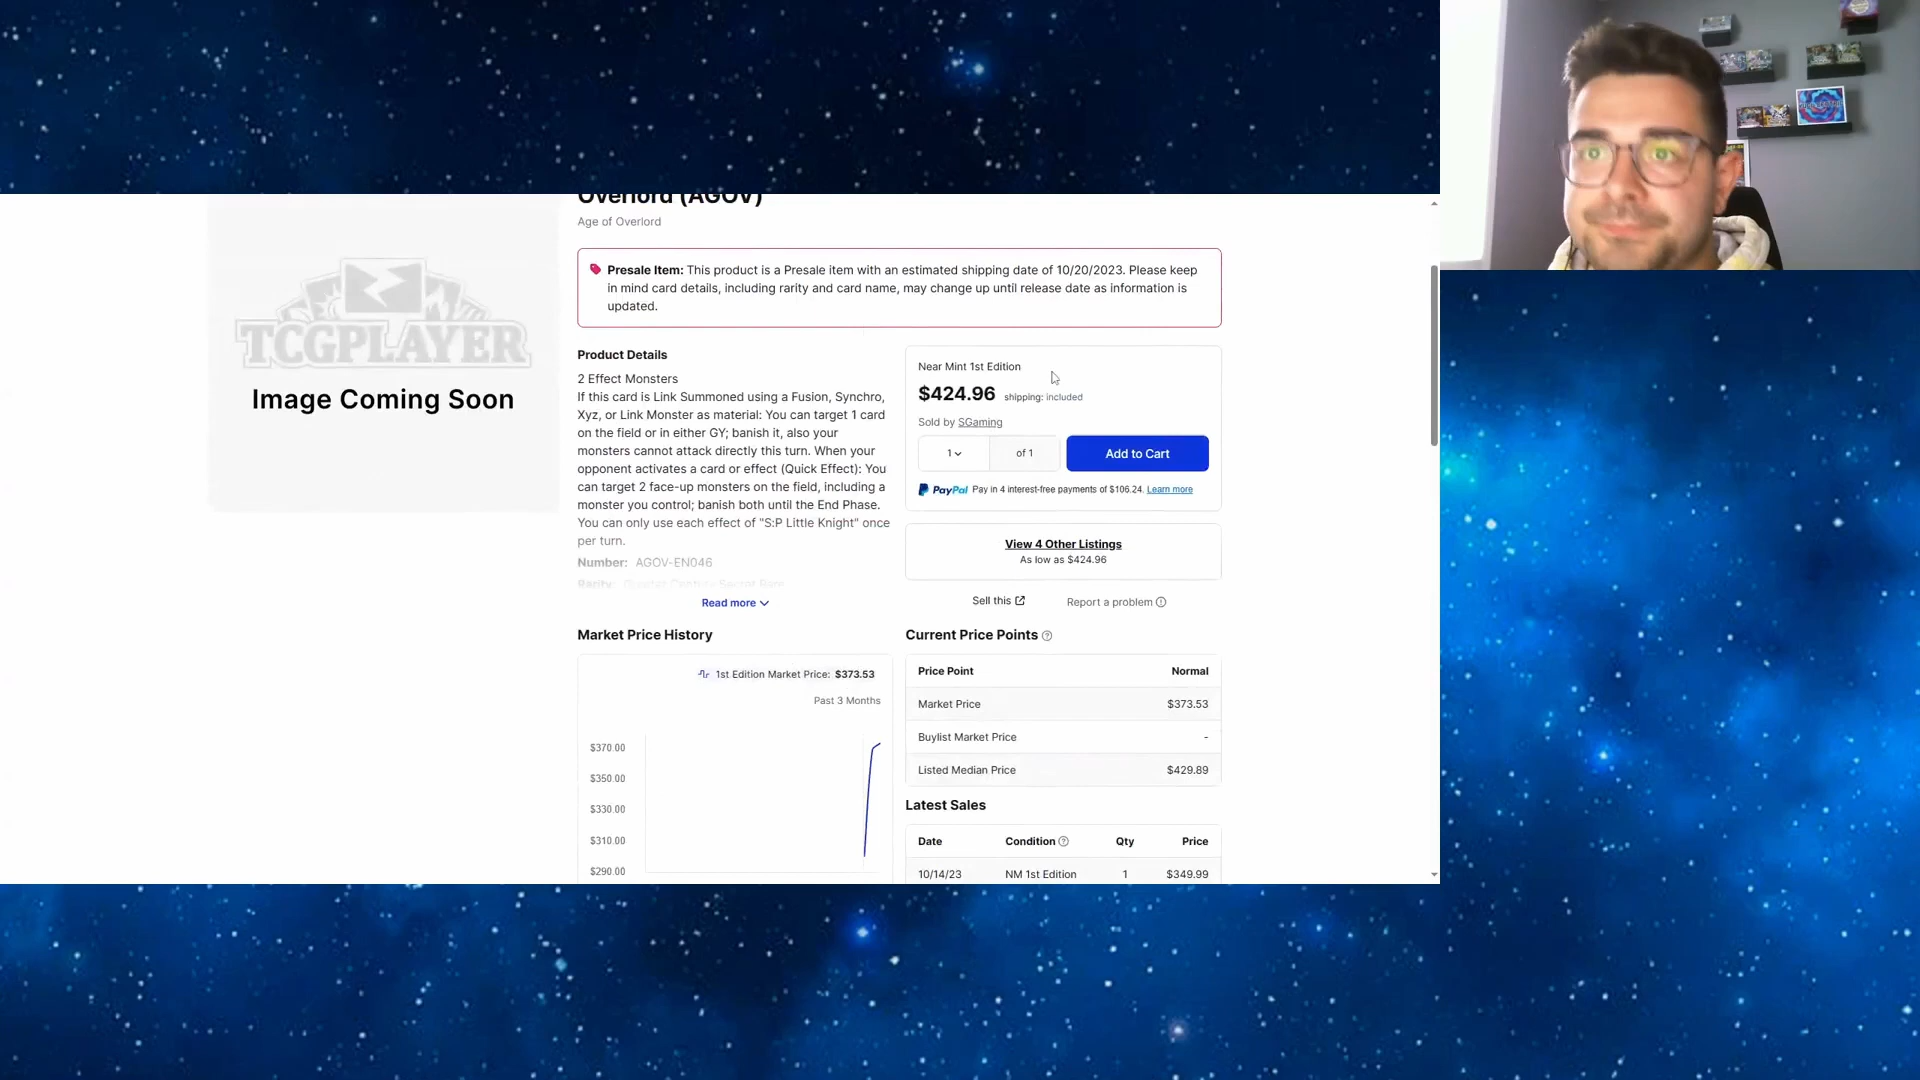 Overlord (AGOV)
Age of Overlord
Presale Item: This product is a Presale item with an estimated shipping date of 10/20/2023. Please keep
in mind card details, including rarity and card name, may change up until release date as information is
updated.
TCGPLAYER
Image Coming Soon
Product Details
2 Effect Monsters
If this card is Link Summoned using a Fusion, Synchro,
Xyz, or Link Monster as material: You can target 1 card
on the field or in either GY; banish it, also your
monsters cannot attack directly this turn. When your
opponent activates a card or effect (Quick Effect): You
can target 2 face-up monsters on the field, including a
monster you control; banish both until the End Phase.
You can only use each effect of "S:P Little Knight" once
per turn.
Number: AGOV-EN046
Rarity: Quarter Century Secret Rare
Read more
Near Mint 1st Edition
$424.96 shipping: included
Sold by SGaming
1 of 1
Add to Cart
PayPal Pay in 4 interest-free payments of $106.24. Learn more
View 4 Other Listings
As low as $424.96
Sell this Report a problem
Market Price History
1st Edition Market Price: $373.53
Past 3 Months
$370.00
$350.00
$330.00
$310.00
$290.00
Current Price Points
Price Point Normal
Market Price $373.53
Buylist Market Price -
Listed Median Price $429.89
Latest Sales
Date Condition Qty Price
10/14/23 NM 1st Edition 1 $349.99